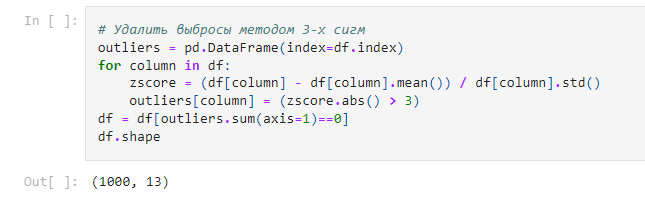 In [ ]:
# Удалить выбросы методом 3-х сигм
outliers = pd.DataFrame(index=df.index)
for column in df:
    zscore = (df[column] - df[column].mean()) / df[column].std()
    outliers[column] = (zscore.abs() > 3)
df = df[outliers.sum(axis=1)==0]
df.shape
Out[ ]: (1000, 13)